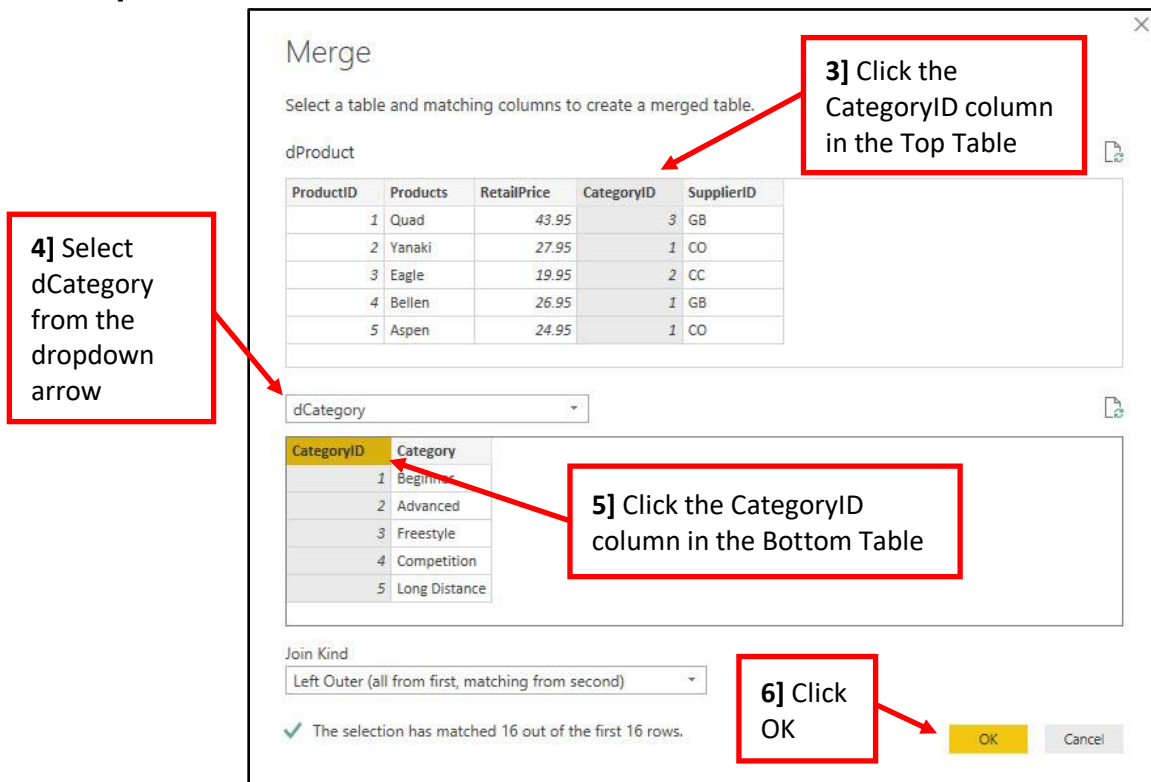 Merge
Select a table and matching columns to create a merged table.
3] Click the
CategoryID column
in the Top Table
dProduct
ProductID Products RetailPrice CategoryID SupplierID
1 Quad 43.95 3 GB
2 Yanaki 27.95 1 CO
3 Eagle 19.95 2 CC
4 Bellen 26.95 1 GB
5 Aspen 24.95 1 CO
4] Select
dCategory
from the
dropdown
arrow
dCategory
CategoryID Category
1 Beginner
2 Advanced
3 Freestyle
4 Competition
5 Long Distance
5] Click the CategoryID
column in the Bottom Table
Join Kind
Left Outer (all from first, matching from second)
The selection has matched 16 out of the first 16 rows.
6] Click
OK
OK Cancel